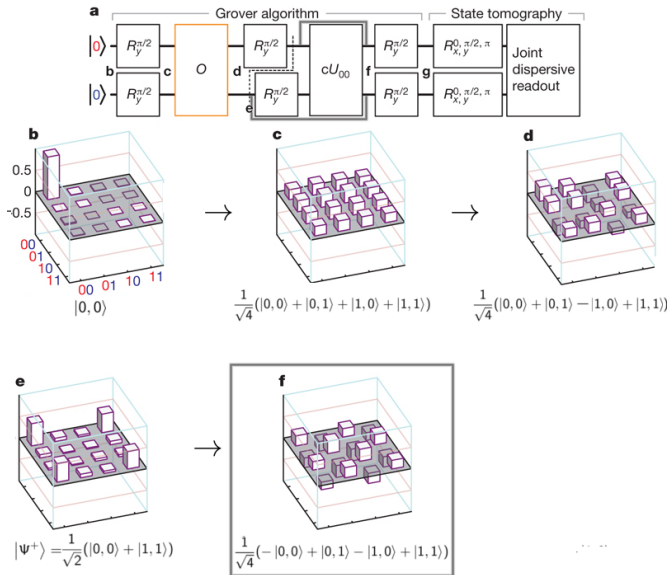 a Grover algorithm State tomography
|0⟩ R_y^{π/2} O R_y^{π/2} cU_{00} R_y^{π/2} R_{x, y}^{0, π/2, π} Joint dispersive readout
b c d e f g
|0⟩ R_y^{π/2} R_y^{π/2} R_y^{π/2} R_{x, y}^{0, π/2, π}
b
0.5
0
-0.5
00
01
10
11
00 01 10 11
|0, 0⟩
→
c
1/√4(|0, 0⟩ + |0, 1⟩ + |1, 0⟩ + |1, 1⟩)
→
d
1/√4(|0, 0⟩ + |0, 1⟩ − |1, 0⟩ + |1, 1⟩)
e
|Ψ⁺⟩ = 1/√2(|0, 0⟩ + |1, 1⟩)
→
f
1/√4(− |0, 0⟩ + |0, 1⟩ − |1, 0⟩ + |1, 1⟩)